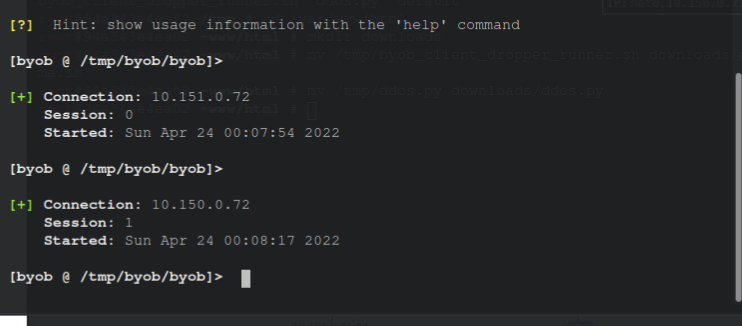 [?] Hint: show usage information with the 'help' command
[byob @ /tmp/byob/byob]>
[+] Connection: 10.151.0.72
Session: 0
Started: Sun Apr 24 00:07:54 2022
[byob @ /tmp/byob/byob]>
[+] Connection: 10.150.0.72
Session: 1
Started: Sun Apr 24 00:08:17 2022
[byob @ /tmp/byob/byob]>